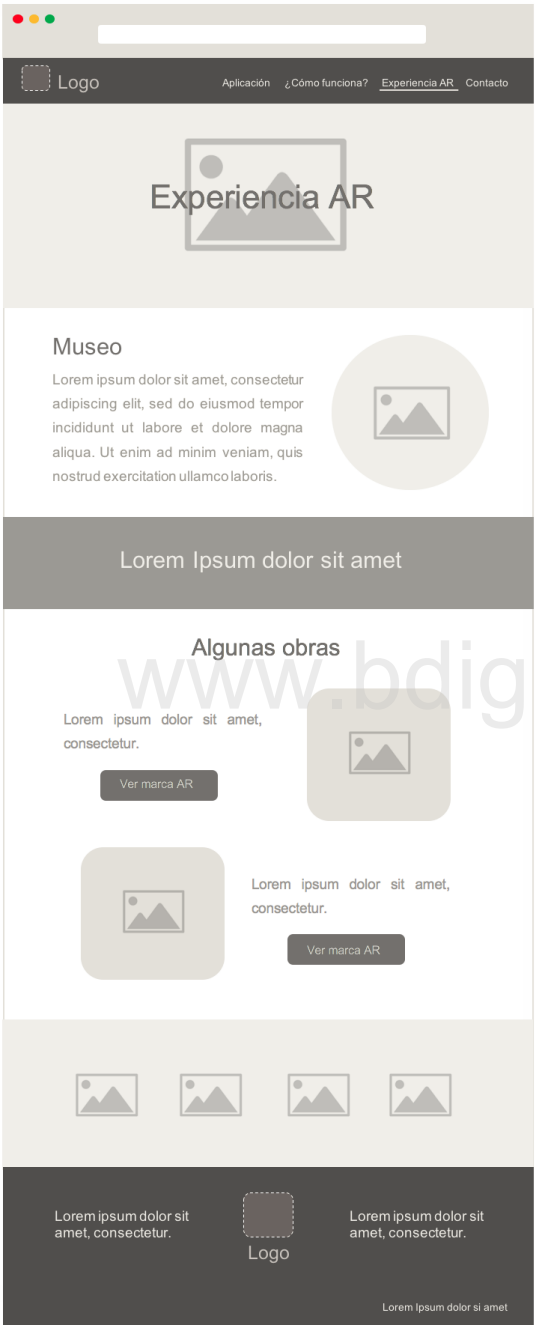 Logo
Aplicación ¿Cómo funciona? Experiencia AR Contacto
Experiencia AR
Museo
Lorem ipsum dolor sit amet, consectetur
adipiscing elit, sed do eiusmod tempor
incididunt ut labore et dolore magna
aliqua. Ut enim ad minim veniam, quis
nostrud exercitation ullamco laboris.
Lorem Ipsum dolor sit amet
Algunas obras
www.bdig
Lorem ipsum dolor sit amet,
consectetur.
Ver marca AR
Lorem ipsum dolor sit amet,
consectetur.
Ver marca AR
Lorem ipsum dolor sit
amet, consectetur.
Logo
Lorem ipsum dolor sit
amet, consectetur.
Lorem Ipsum dolor si amet